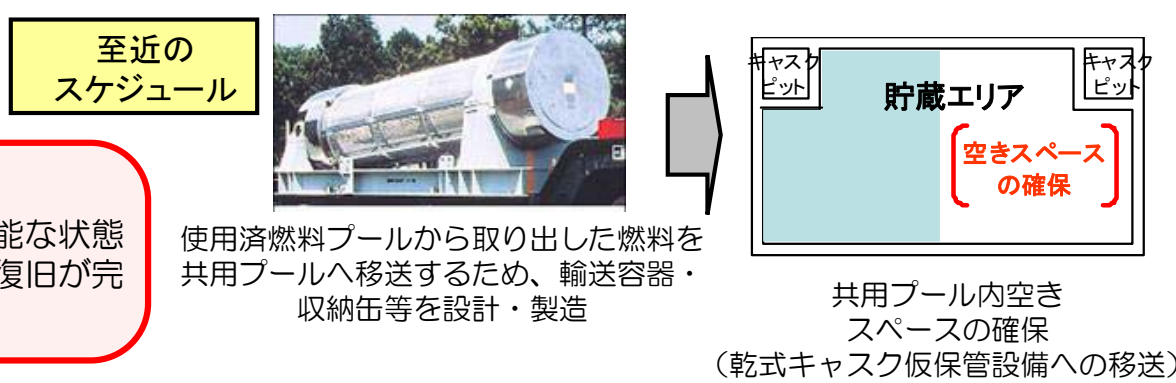 至近の
スケジュール
能な状態
復旧が完
使用済燃料プールから取り出した燃料を
共用プールへ移送するため、輸送容器・
収納缶等を設計・製造
キャスク
ピット
貯蔵エリア
キャスク
ピット
空きスペース
の確保
共用プール内空き
スペースの確保
(乾式キャスク仮保管設備への移送)